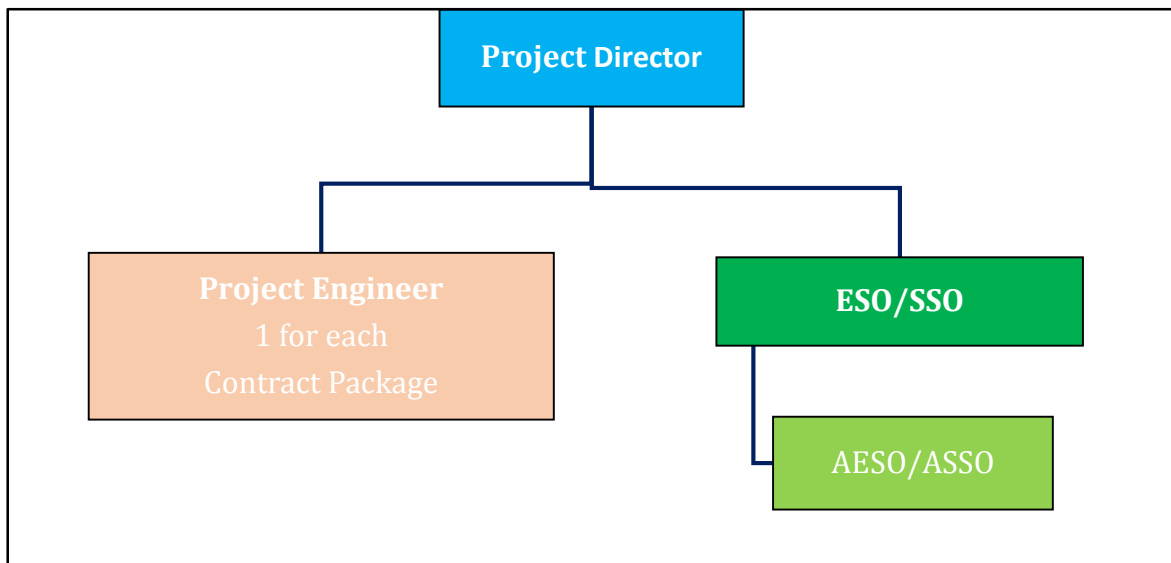 Project Director
Project Engineer
1 for each
Contract Package
ESO/SSO
AESO/ASSO